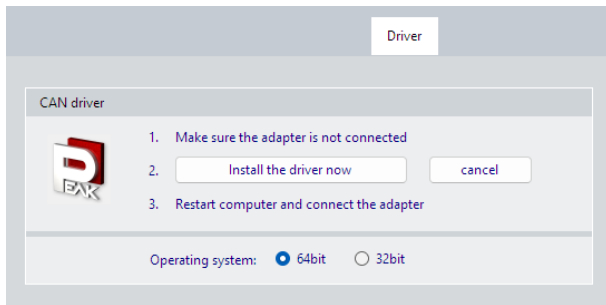 Driver
CAN driver
PEAK
1. Make sure the adapter is not connected
2. Install the driver now cancel
3. Restart computer and connect the adapter
Operating system: 64bit 32bit